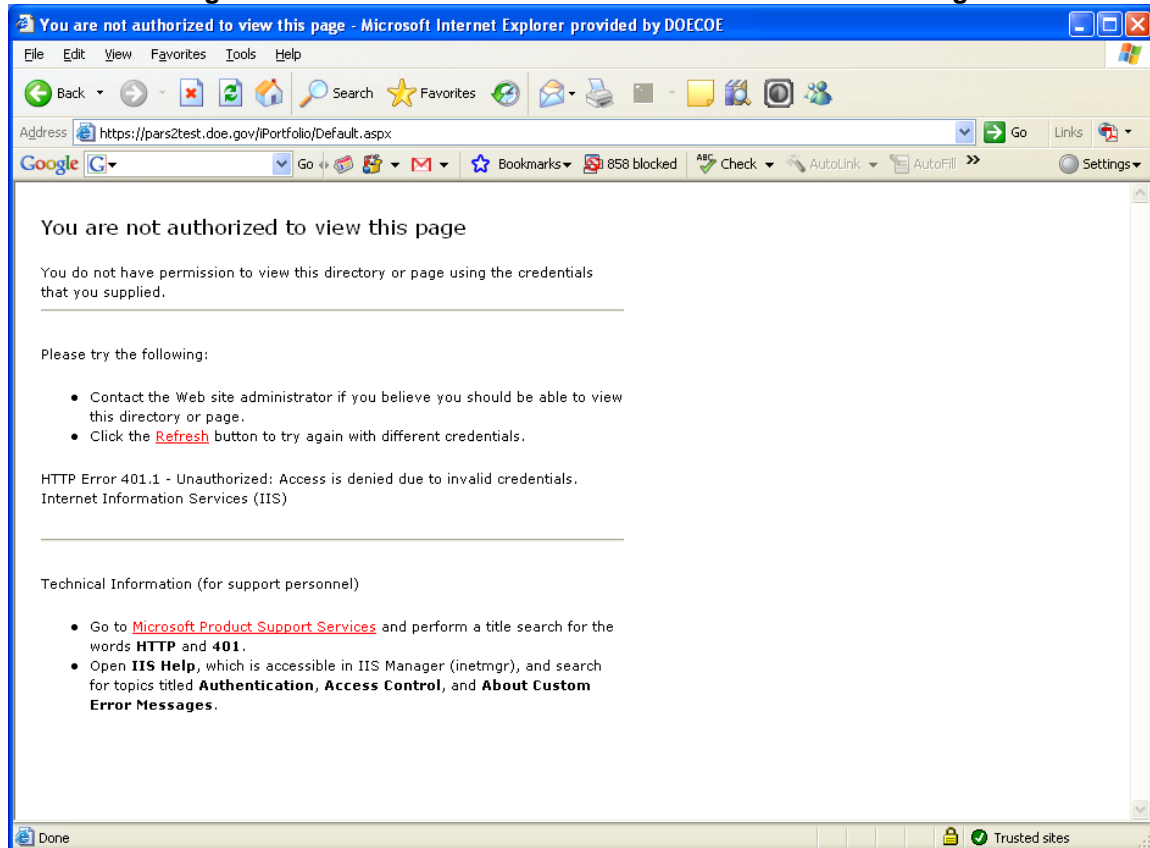 You are not authorized to view this page - Microsoft Internet Explorer provided by DOECOE
File Edit View Favorites Tools Help
Back Search Favorites
Address https://pars2test.doe.gov/iPortfolio/Default.aspx Go Links
Google G Go Bookmarks 858 blocked ABC Check AutoLink AutoFill Settings
You are not authorized to view this page
You do not have permission to view this directory or page using the credentials
that you supplied.
Please try the following:
• Contact the Web site administrator if you believe you should be able to view
this directory or page.
• Click the Refresh button to try again with different credentials.
HTTP Error 401.1 - Unauthorized: Access is denied due to invalid credentials.
Internet Information Services (IIS)
Technical Information (for support personnel)
• Go to Microsoft Product Support Services and perform a title search for the
words HTTP and 401.
• Open IIS Help, which is accessible in IIS Manager (inetmgr), and search
for topics titled Authentication, Access Control, and About Custom
Error Messages.
Done Trusted sites